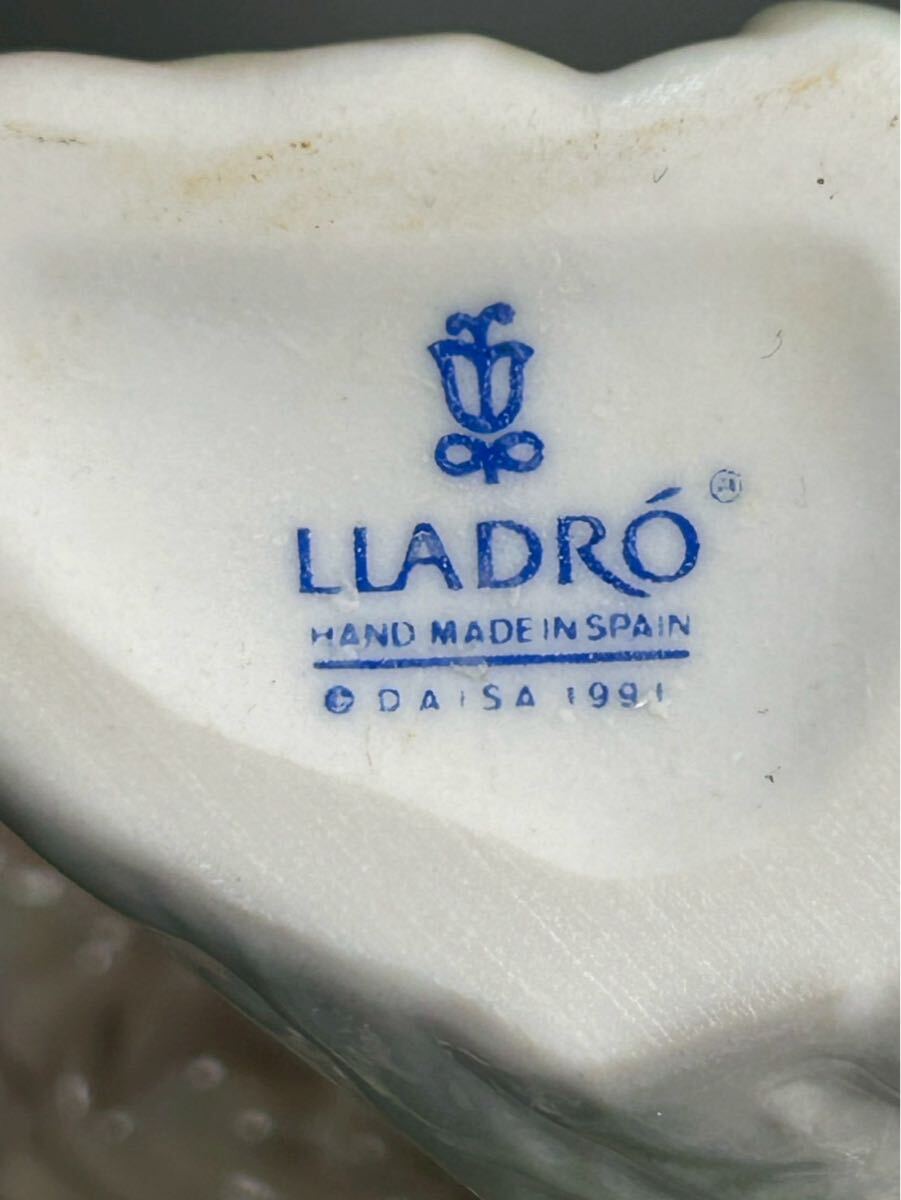 LLADRÓ ®
HAND MADE IN SPAIN
© DAISA 1991